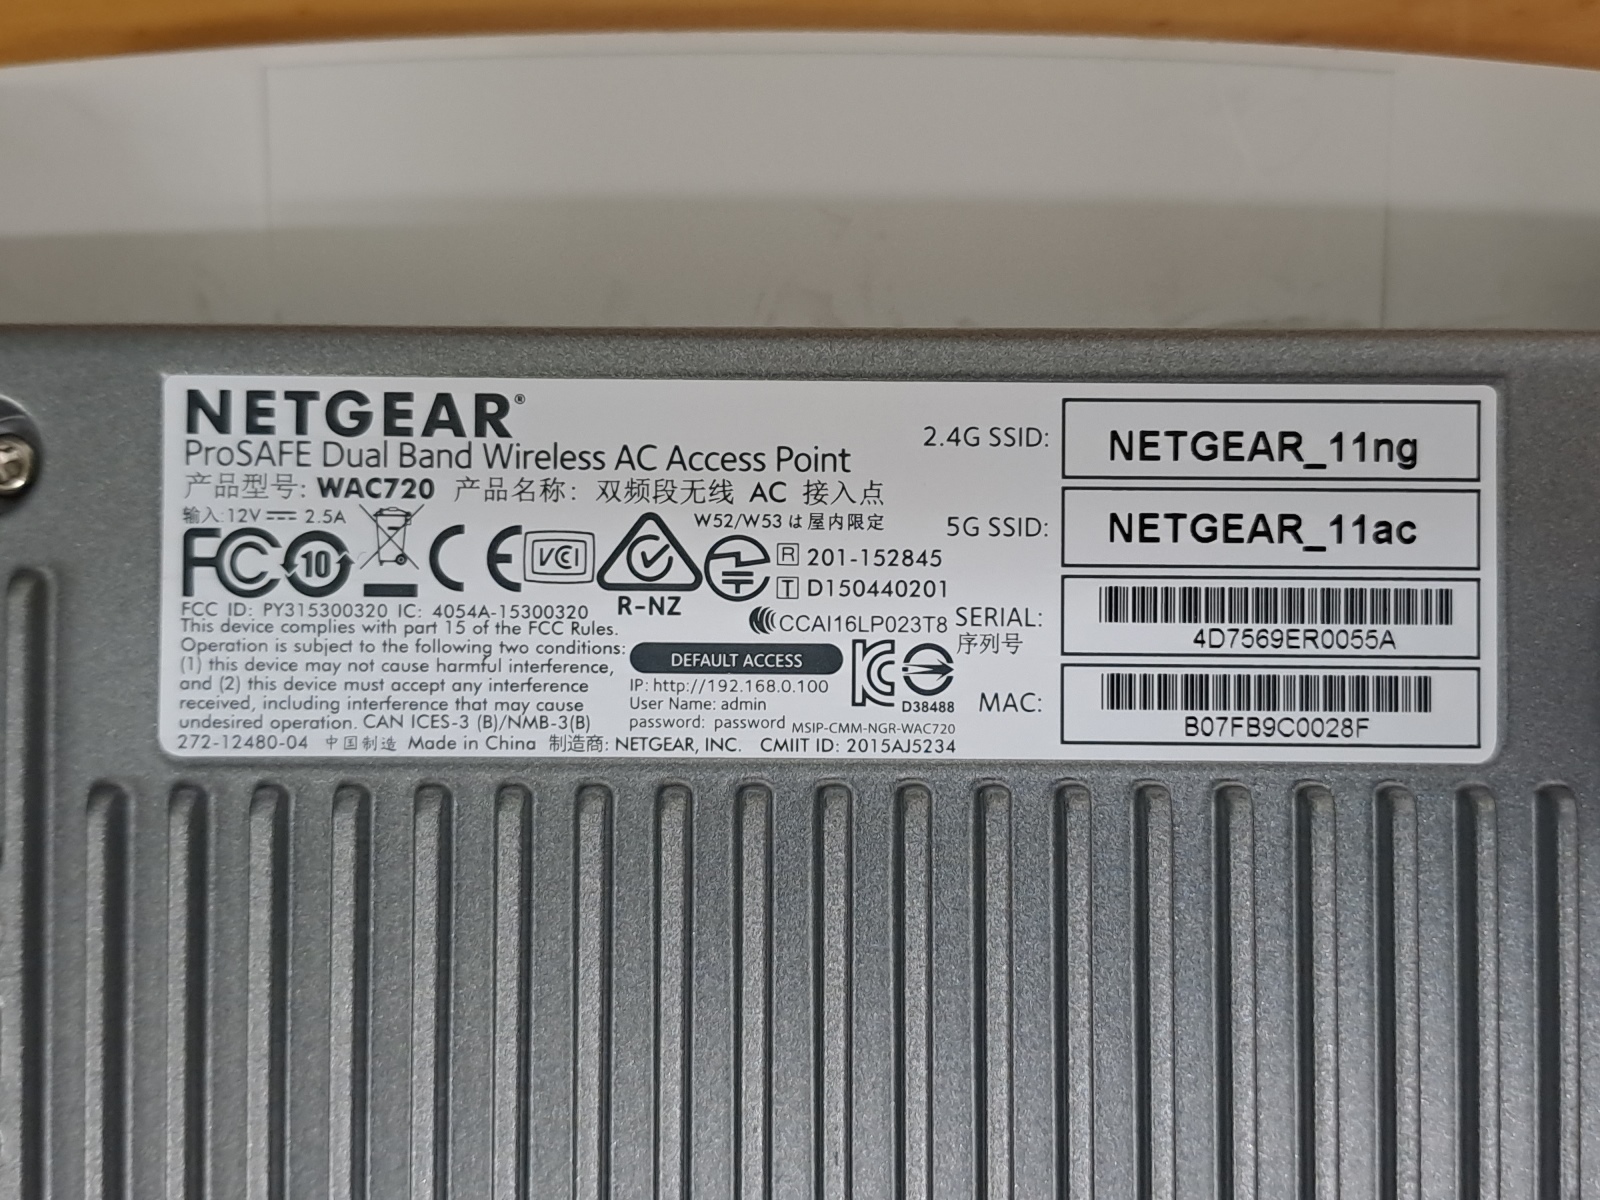 NETGEAR®
ProSAFE Dual Band Wireless AC Access Point
产品型号: WAC720 产品名称: 双频段无线 AC 接入点
输入:12V 2.5A
W52/W53 は屋内限定
FC
10
CE
VCCI
R-NZ
R 201-152845
T D150440201
CCAI16LP023T8
FCC ID: PY315300320 IC: 4054A-15300320
This device complies with part 15 of the FCC Rules.
Operation is subject to the following two conditions:
(1) this device may not cause harmful interference,
and (2) this device must accept any interference
received, including interference that may cause
undesired operation. CAN ICES-3 (B)/NMB-3(B)
DEFAULT ACCESS
IP: http://192.168.0.100
User Name: admin
password: password
KC
D38488
MSIP-CMM-NGR-WAC720
272-12480-04 中国制造 Made in China 制造商: NETGEAR, INC. CMIIT ID: 2015AJ5234
2.4G SSID: NETGEAR_11ng
5G SSID: NETGEAR_11ac
SERIAL: 4D7569ER0055A
序列号
MAC: B07FB9C0028F